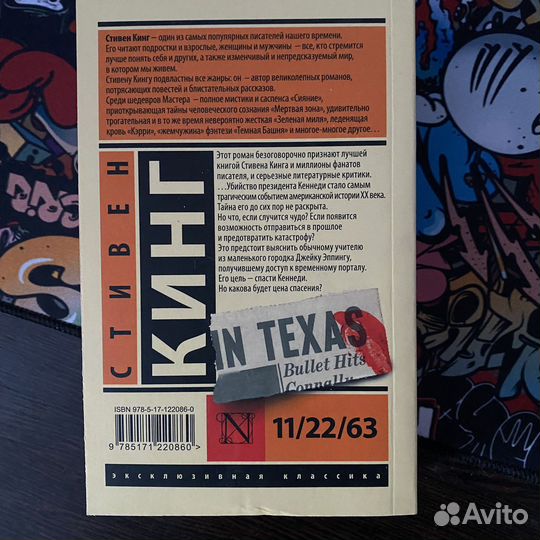 Стивен Кинг – один из самых популярных писателей нашего времени.
Его читают подростки и взрослые, женщины и мужчины – все, кто стремится
лучше понять себя и других, а также изменчивый и непредсказуемый мир,
в котором мы живем.
Стивену Кингу подвластны все жанры: он – автор великолепных романов,
потрясающих повестей и блистательных рассказов.
Среди шедевров Мастера – полное мистики и саспенса «Сияние»,
приоткрывающая тайны человеческого сознания «Мертвая зона», удивительно
трогательная и в то же время невероятно жесткая «Зеленая миля», леденящая
кровь «Кэрри», «жемчужина» фэнтези «Темная Башня» и многое-многое другое…
СТИВЕН
КИНГ
Этот роман безоговорочно признают лучшей
книгой Стивена Кинга и миллионы фанатов
писателя, и серьезные литературные критики.
…Убийство президента Кеннеди стало самым
трагическим событием американской истории XX века.
Тайна его до сих пор не раскрыта.
Но что, если случится чудо? Если появится
возможность отправиться в прошлое
и предотвратить катастрофу?
Это предстоит выяснить обычному учителю
из маленького городка Джейку Эппингу,
получившему доступ к временному порталу.
Его цель – спасти Кеннеди.
Но какова будет цена спасения?
IN TEXAS
Bullet Hits
Connally
ISBN 978-5-17-122086-0
9 785171 220860 >
N
11/22/63
эксклюзивная классика
Avito